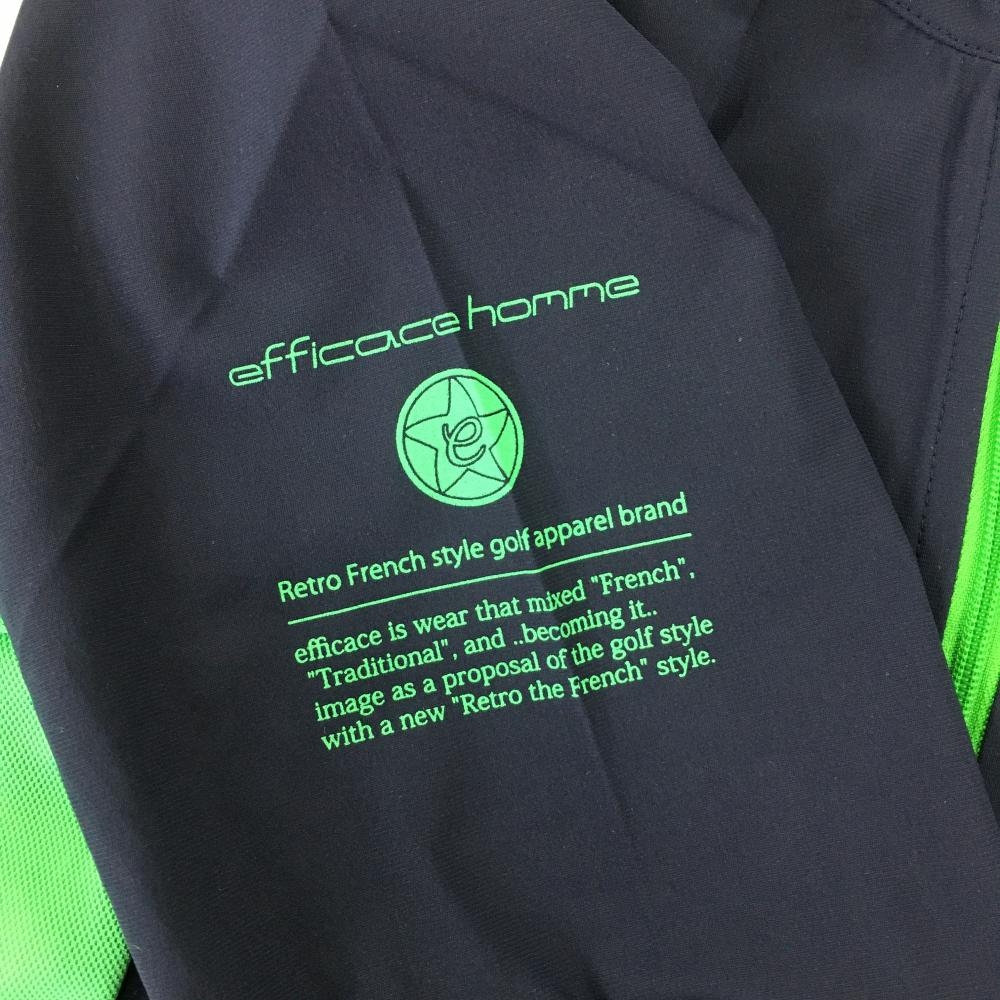 efficace homme
e
Retro French style golf apparel brand
efficace is wear that mixed "French",
"Traditional", and ..becoming it..
image as a proposal of the golf style
with a new "Retro the French" style.